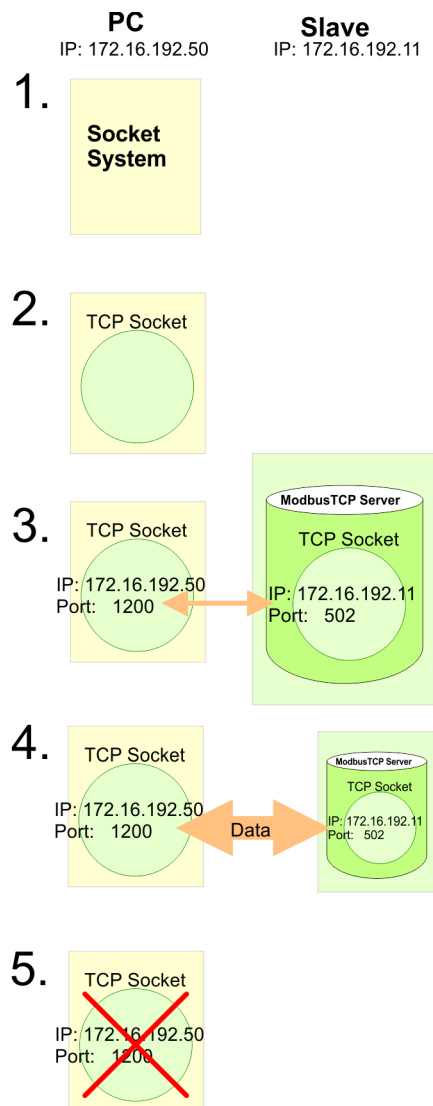 PC
IP: 172.16.192.50
Slave
IP: 172.16.192.11
1.
Socket
System
2.
TCP Socket
3.
TCP Socket
IP: 172.16.192.50
Port: 1200
ModbusTCP Server
TCP Socket
IP: 172.16.192.11
Port: 502
4.
TCP Socket
IP: 172.16.192.50
Port: 1200
Data
ModbusTCP Server
TCP Socket
IP: 172.16.192.11
Port: 502
5.
TCP Socket
IP: 172.16.192.50
Port: 1200